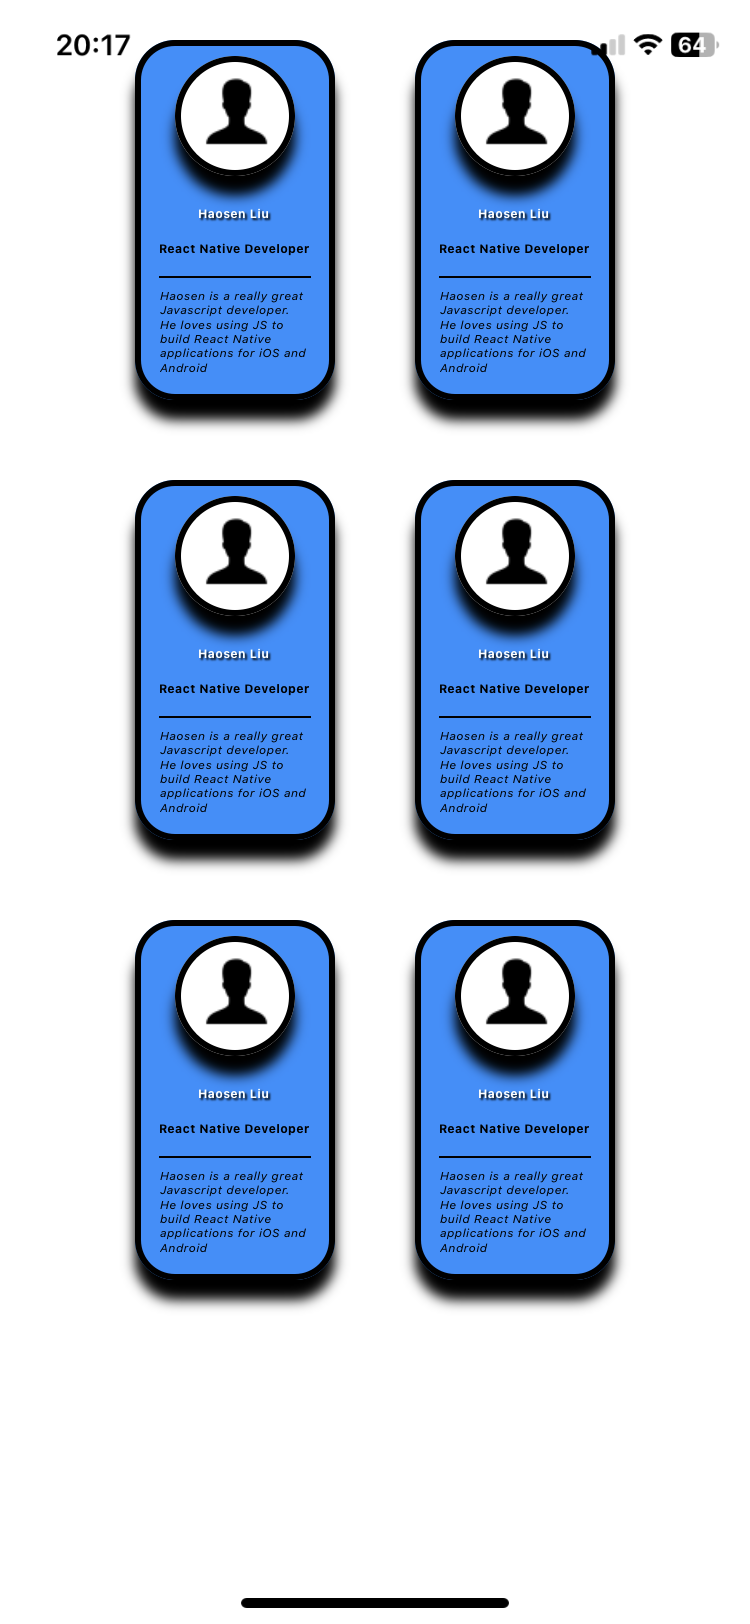 20:17
64
Haosen Liu
React Native Developer
Haosen is a really great
Javascript developer.
He loves using JS to
build React Native
applications for iOS and
Android
Haosen Liu
React Native Developer
Haosen is a really great
Javascript developer.
He loves using JS to
build React Native
applications for iOS and
Android
Haosen Liu
React Native Developer
Haosen is a really great
Javascript developer.
He loves using JS to
build React Native
applications for iOS and
Android
Haosen Liu
React Native Developer
Haosen is a really great
Javascript developer.
He loves using JS to
build React Native
applications for iOS and
Android
Haosen Liu
React Native Developer
Haosen is a really great
Javascript developer.
He loves using JS to
build React Native
applications for iOS and
Android
Haosen Liu
React Native Developer
Haosen is a really great
Javascript developer.
He loves using JS to
build React Native
applications for iOS and
Android